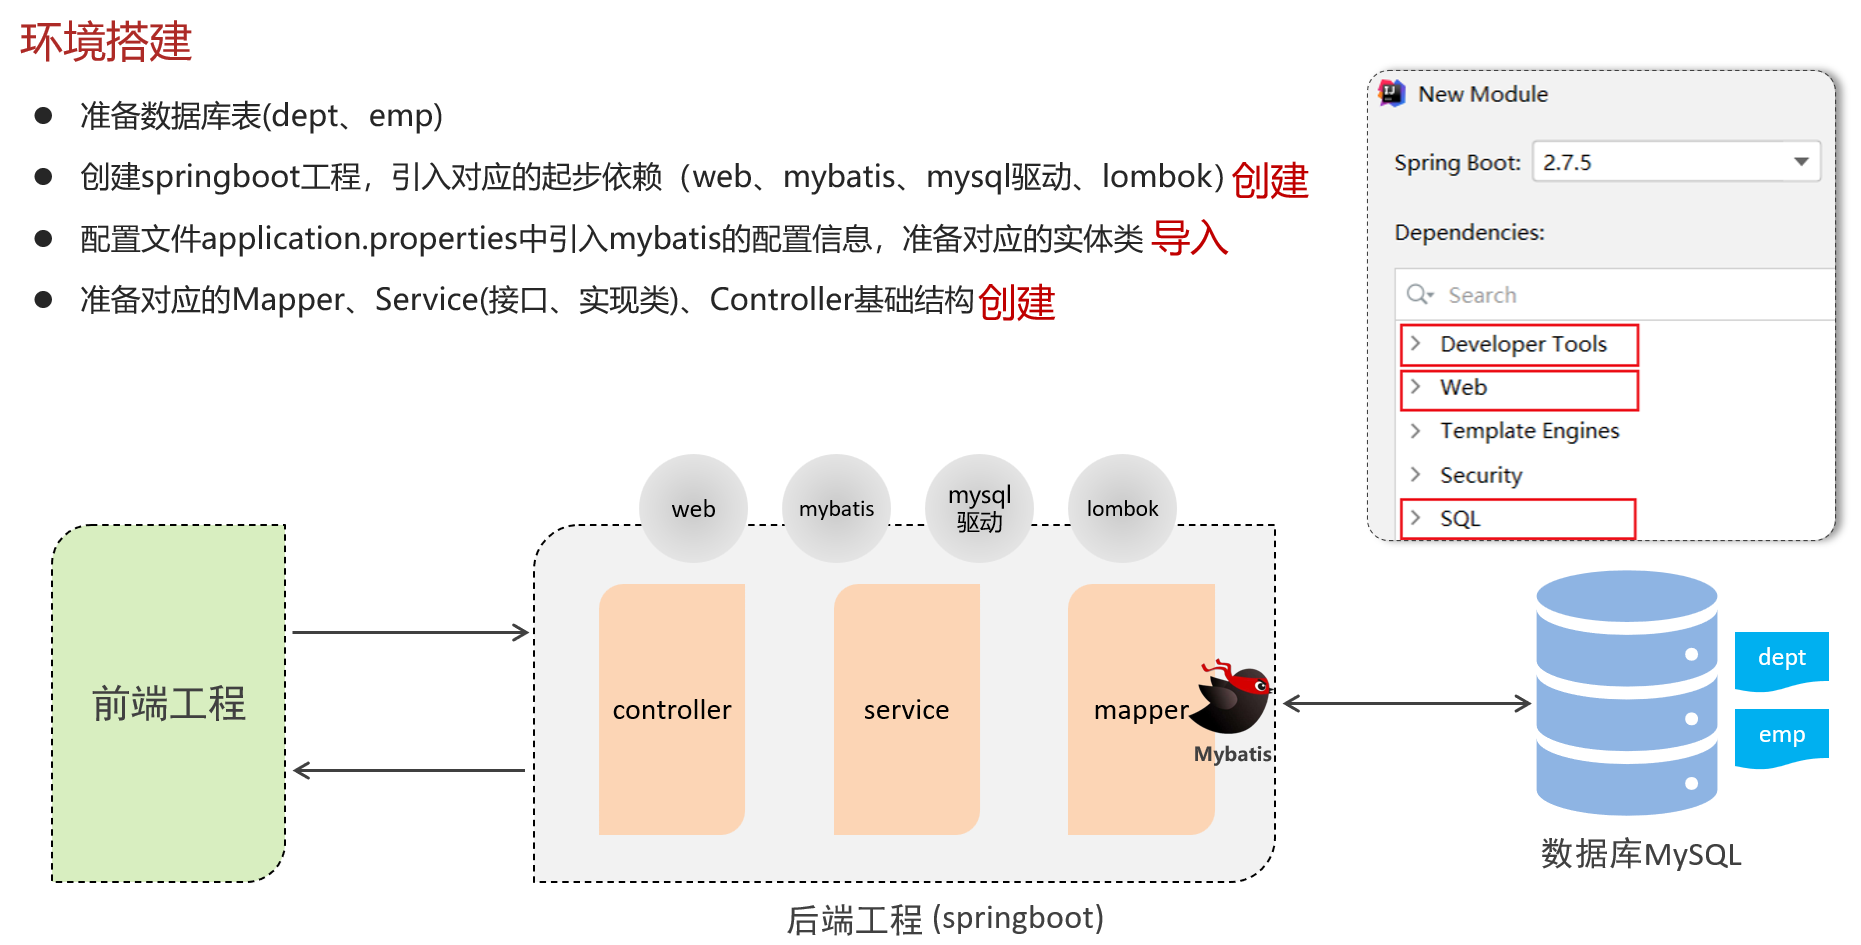 环境搭建
准备数据库表(dept、emp)
创建springboot工程，引入对应的起步依赖（web、mybatis、mysql驱动、lombok）创建
配置文件application.properties中引入mybatis的配置信息，准备对应的实体类 导入
准备对应的Mapper、Service(接口、实现类)、Controller基础结构创建
New Module
Spring Boot: 2.7.5
Dependencies:
Search
Developer Tools
Web
Template Engines
Security
SQL
web
mybatis
mysql
驱动
lombok
前端工程
controller
service
mapper
Mybatis
dept
emp
数据库MySQL
后端工程 (springboot)